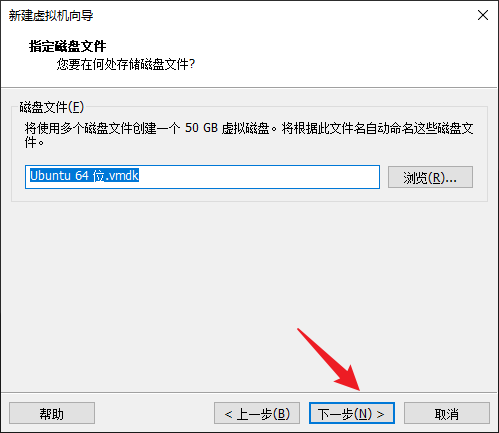 新建虚拟机向导
指定磁盘文件
您要在何处存储磁盘文件?
磁盘文件(F)
将使用多个磁盘文件创建一个 50 GB 虚拟磁盘。将根据此文件名自动命名这些磁盘文
件。
Ubuntu 64 位.vmdk
浏览(R)...
帮助
< 上一步(B)
下一步(N) >
取消